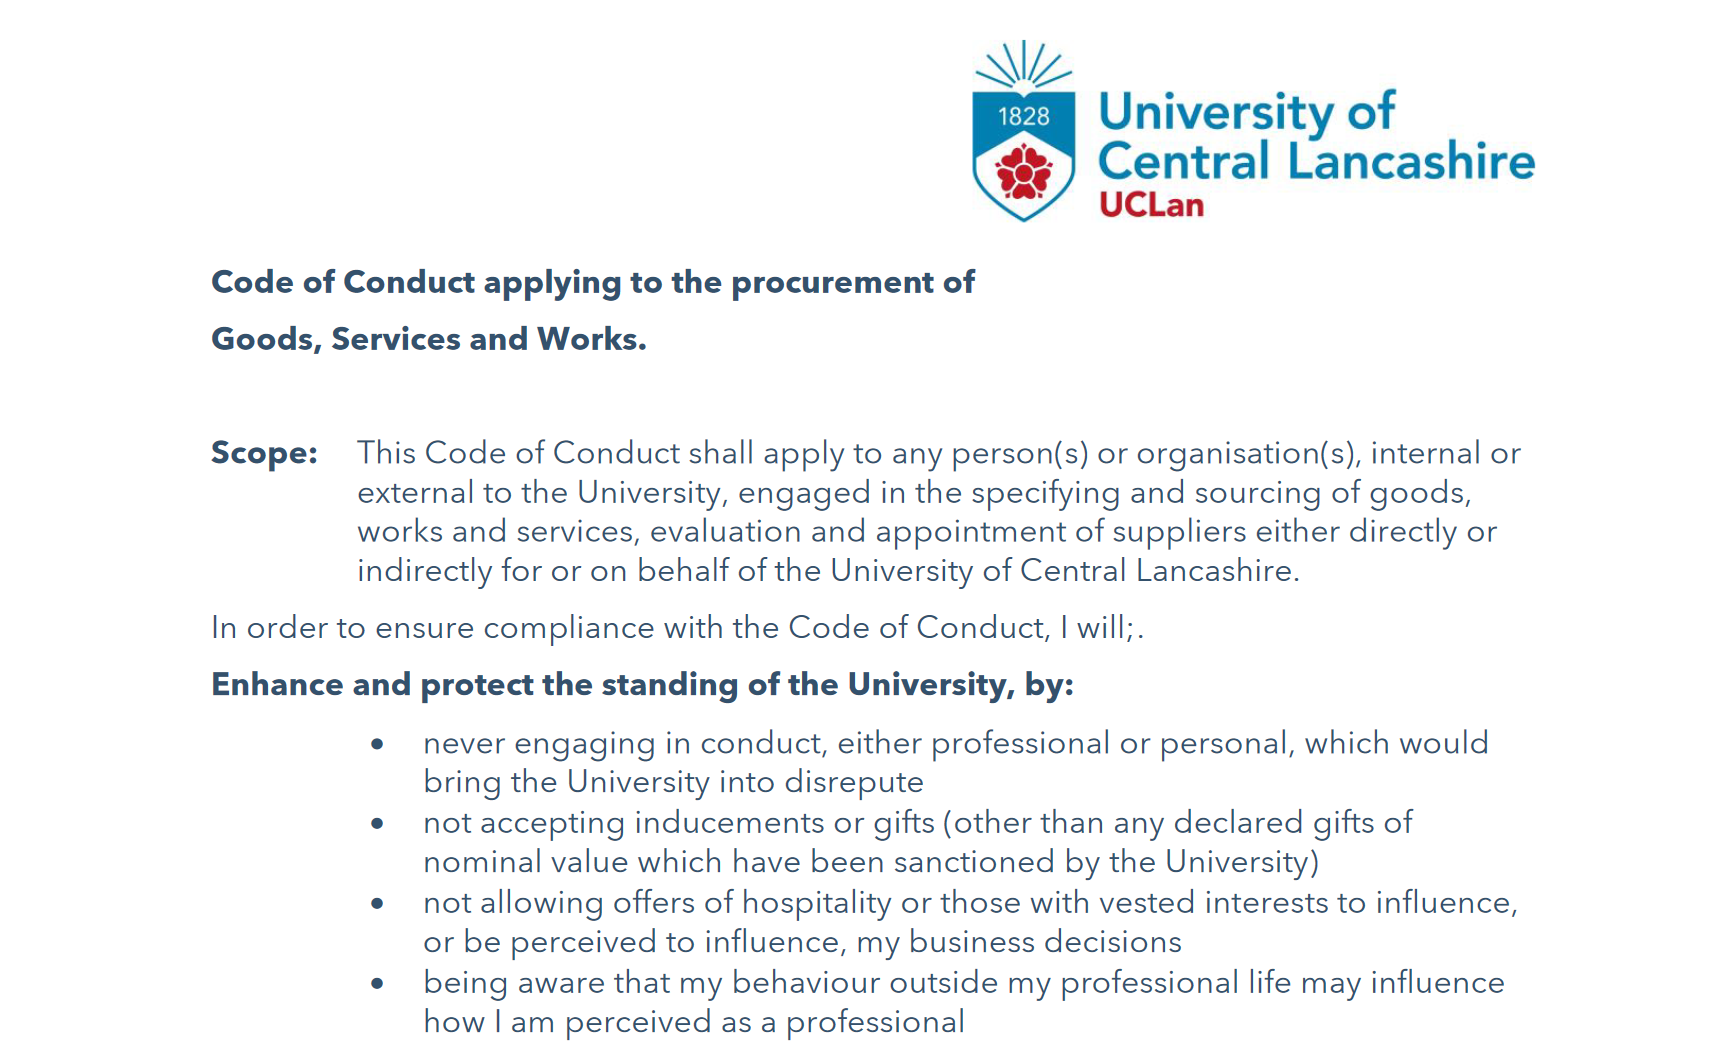 1828
University of
Central Lancashire
UCLan
Code of Conduct applying to the procurement of
Goods, Services and Works.
Scope: This Code of Conduct shall apply to any person(s) or organisation(s), internal or
external to the University, engaged in the specifying and sourcing of goods,
works and services, evaluation and appointment of suppliers either directly or
indirectly for or on behalf of the University of Central Lancashire.
In order to ensure compliance with the Code of Conduct, I will;.
Enhance and protect the standing of the University, by:
• never engaging in conduct, either professional or personal, which would
bring the University into disrepute
• not accepting inducements or gifts (other than any declared gifts of
nominal value which have been sanctioned by the University)
• not allowing offers of hospitality or those with vested interests to influence,
or be perceived to influence, my business decisions
• being aware that my behaviour outside my professional life may influence
how I am perceived as a professional